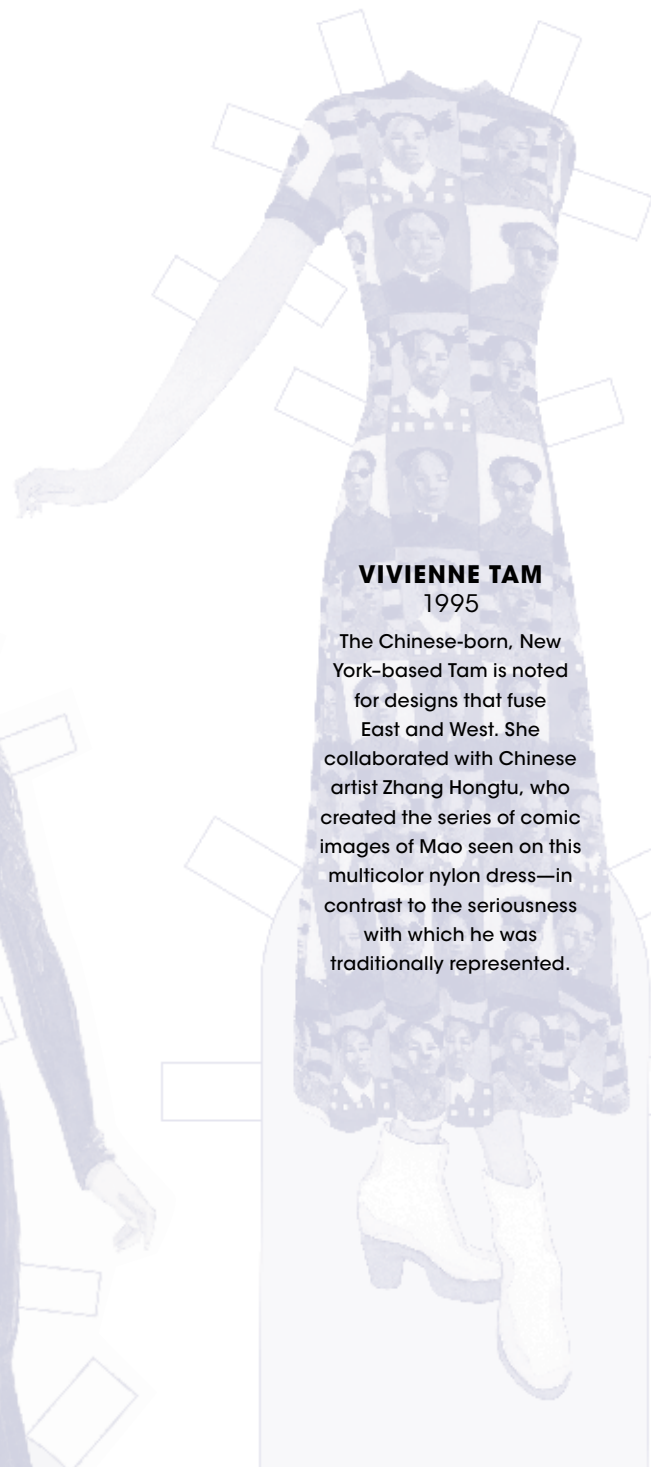 VIVIENNE TAM
1995
The Chinese-born, New
York–based Tam is noted
for designs that fuse
East and West. She
collaborated with Chinese
artist Zhang Hongtu, who
created the series of comic
images of Mao seen on this
multicolor nylon dress—in
contrast to the seriousness
with which he was
traditionally represented.